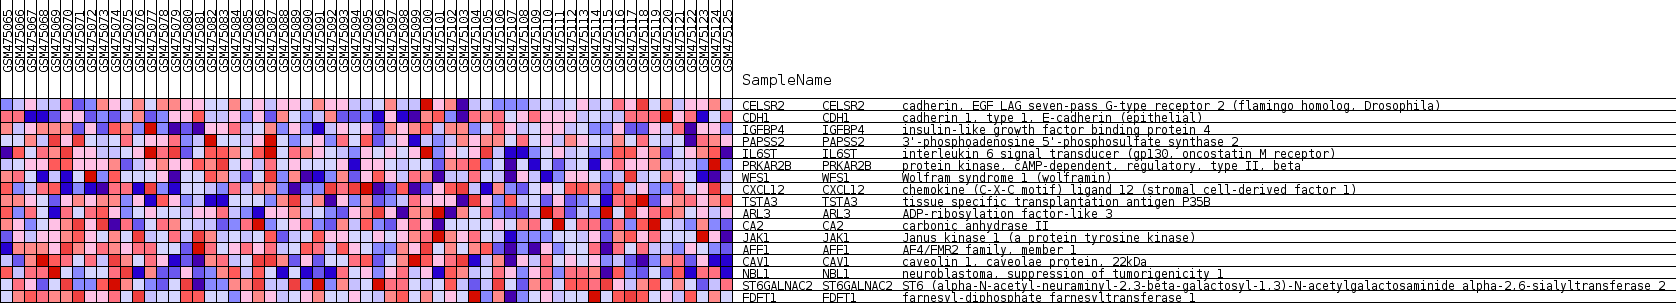 GSM475065
GSM475066
GSM475067
GSM475068
GSM475069
GSM475070
GSM475071
GSM475072
GSM475073
GSM475074
GSM475075
GSM475076
GSM475077
GSM475078
GSM475079
GSM475080
GSM475081
GSM475082
GSM475083
GSM475084
GSM475085
GSM475086
GSM475087
GSM475088
GSM475089
GSM475090
GSM475091
GSM475092
GSM475093
GSM475094
GSM475095
GSM475096
GSM475097
GSM475098
GSM475099
GSM475100
GSM475101
GSM475102
GSM475103
GSM475104
GSM475105
GSM475106
GSM475107
GSM475108
GSM475109
GSM475110
GSM475111
GSM475112
GSM475113
GSM475114
GSM475115
GSM475116
GSM475117
GSM475118
GSM475119
GSM475120
GSM475121
GSM475122
GSM475123
GSM475124
GSM475125
SampleName
CELSR2 CELSR2 cadherin, EGF LAG seven-pass G-type receptor 2 (flamingo homolog, Drosophila)
CDH1 CDH1 cadherin 1, type 1, E-cadherin (epithelial)
IGFBP4 IGFBP4 insulin-like growth factor binding protein 4
PAPSS2 PAPSS2 3'-phosphoadenosine 5'-phosphosulfate synthase 2
IL6ST IL6ST interleukin 6 signal transducer (gp130, oncostatin M receptor)
PRKAR2B PRKAR2B protein kinase, cAMP-dependent, regulatory, type II, beta
WFS1 WFS1 Wolfram syndrome 1 (wolframin)
CXCL12 CXCL12 chemokine (C-X-C motif) ligand 12 (stromal cell-derived factor 1)
TSTA3 TSTA3 tissue specific transplantation antigen P35B
ARL3 ARL3 ADP-ribosylation factor-like 3
CA2 CA2 carbonic anhydrase II
JAK1 JAK1 Janus kinase 1 (a protein tyrosine kinase)
AFF1 AFF1 AF4/FMR2 family, member 1
CAV1 CAV1 caveolin 1, caveolae protein, 22kDa
NBL1 NBL1 neuroblastoma, suppression of tumorigenicity 1
ST6GALNAC2 ST6GALNAC2 ST6 (alpha-N-acetyl-neuraminyl-2,3-beta-galactosyl-1,3)-N-acetylgalactosaminide alpha-2,6-sialyltransferase 2
FDFT1 FDFT1 farnesyl-diphosphate farnesyltransferase 1